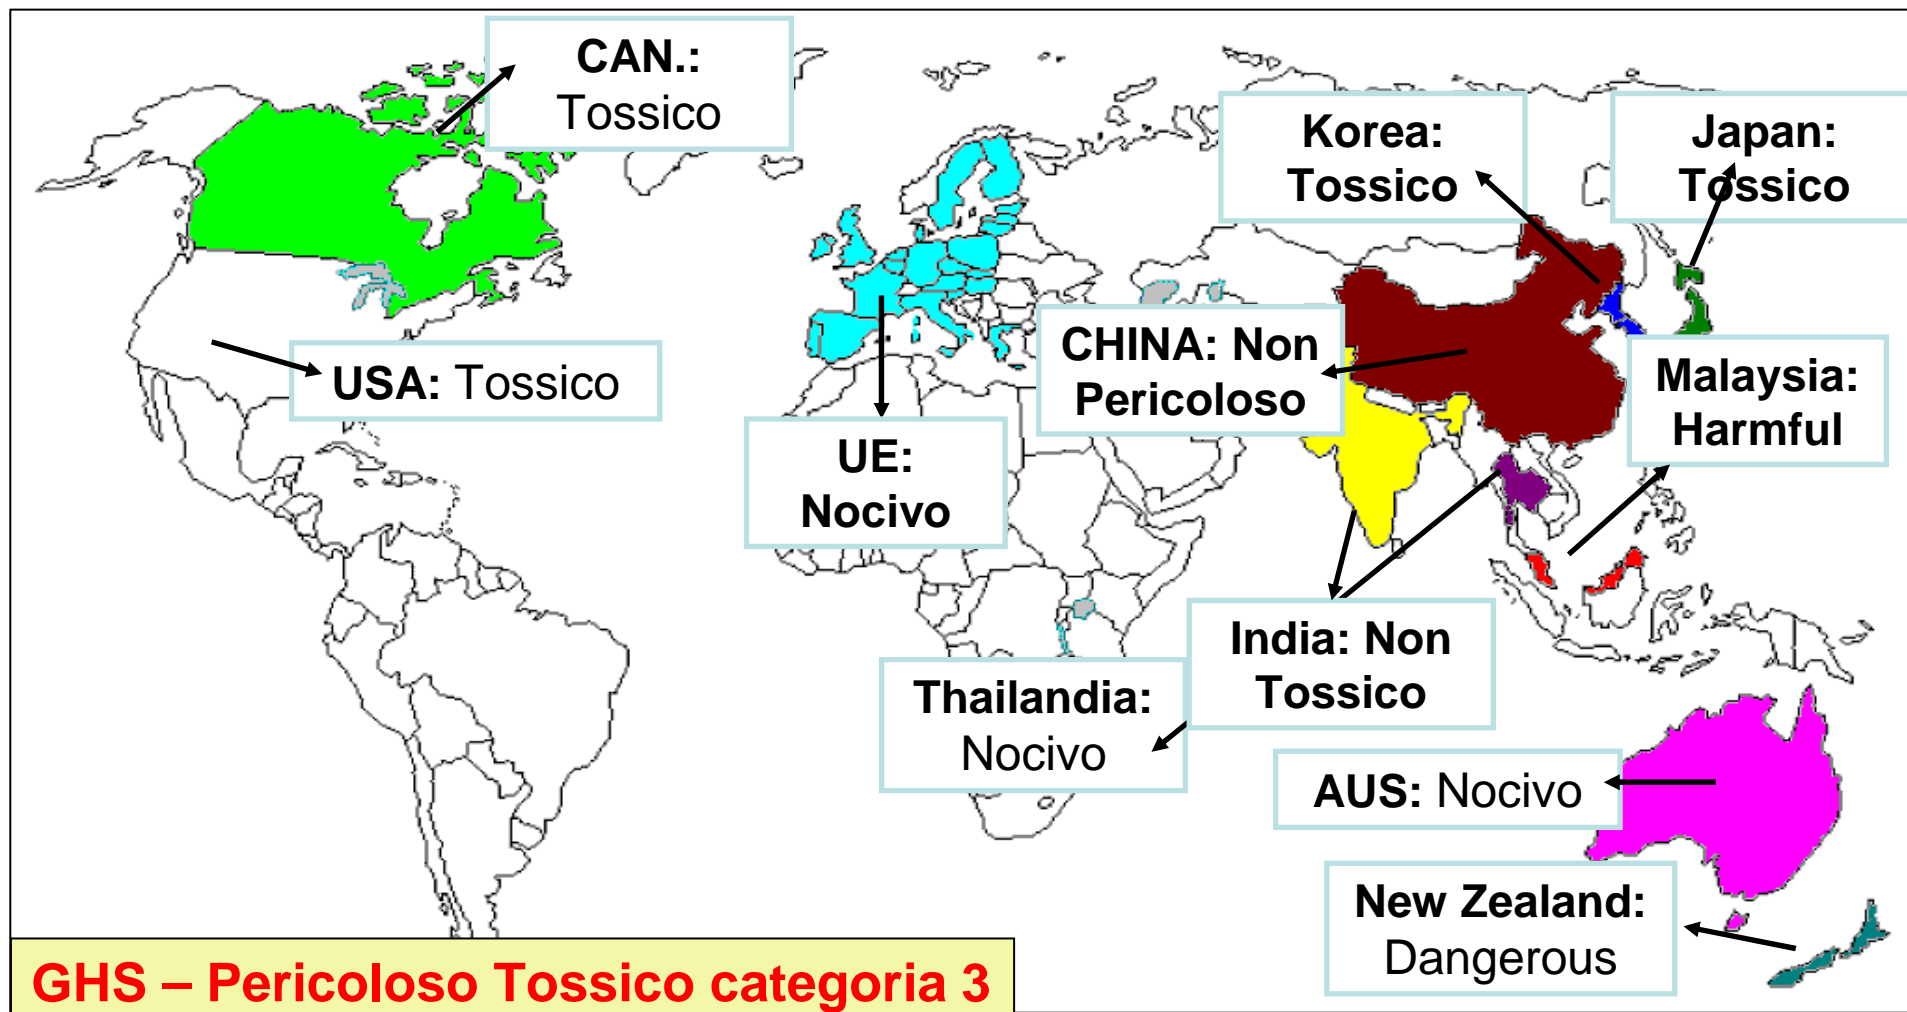 CAN.:
Tossico
Korea:
Tossico
Japan:
Tossico
USA: Tossico
UE:
Nocivo
CHINA: Non
Pericoloso
Malaysia:
Harmful
India: Non
Tossico
Thailandia:
Nocivo
AUS: Nocivo
New Zealand:
Dangerous
GHS – Pericoloso Tossico categoria 3